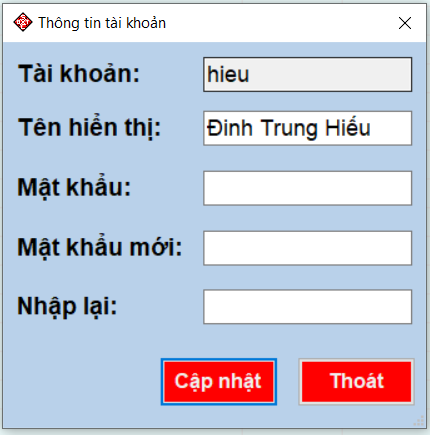 Thông tin tài khoản
Tài khoản: hieu
Tên hiển thị: Đinh Trung Hiếu
Mật khẩu:
Mật khẩu mới:
Nhập lại:
Cập nhật Thoát